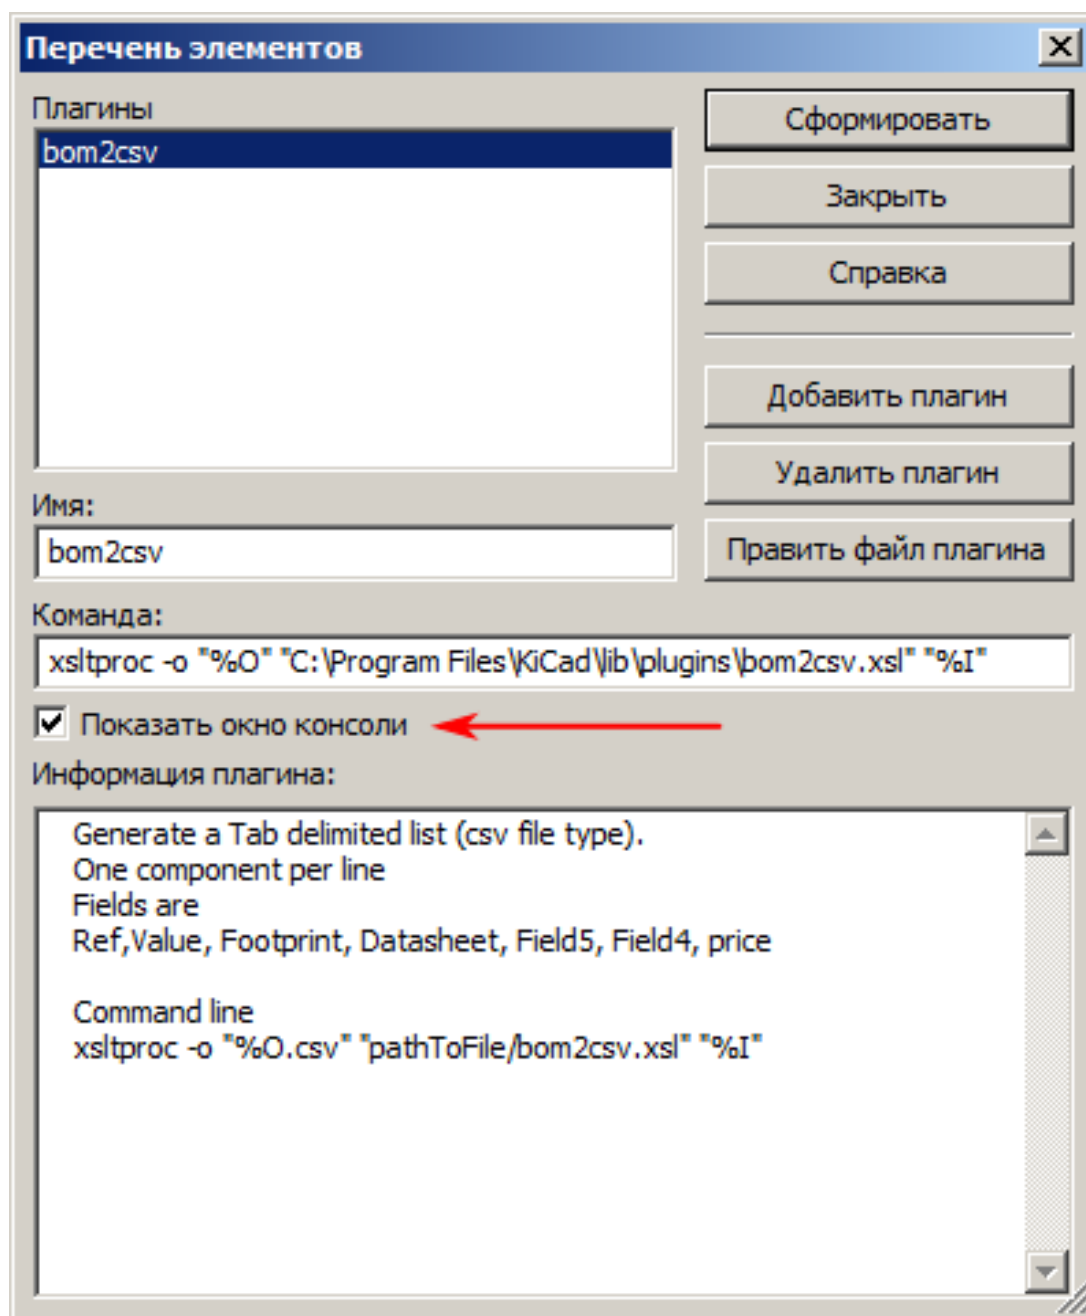 Перечень элементов
Плагины
bom2csv
Сформировать
Закрыть
Справка
Добавить плагин
Удалить плагин
Править файл плагина
Имя:
bom2csv
Команда:
xsltproc -o "%O" "C:\Program Files\KiCad\lib\plugins\bom2csv.xsl" "%I"
Показать окно консоли
Информация плагина:
Generate a Tab delimited list (csv file type).
One component per line
Fields are
Ref,Value, Footprint, Datasheet, Field5, Field4, price
Command line
xsltproc -o "%O.csv" "pathToFile/bom2csv.xsl" "%I"